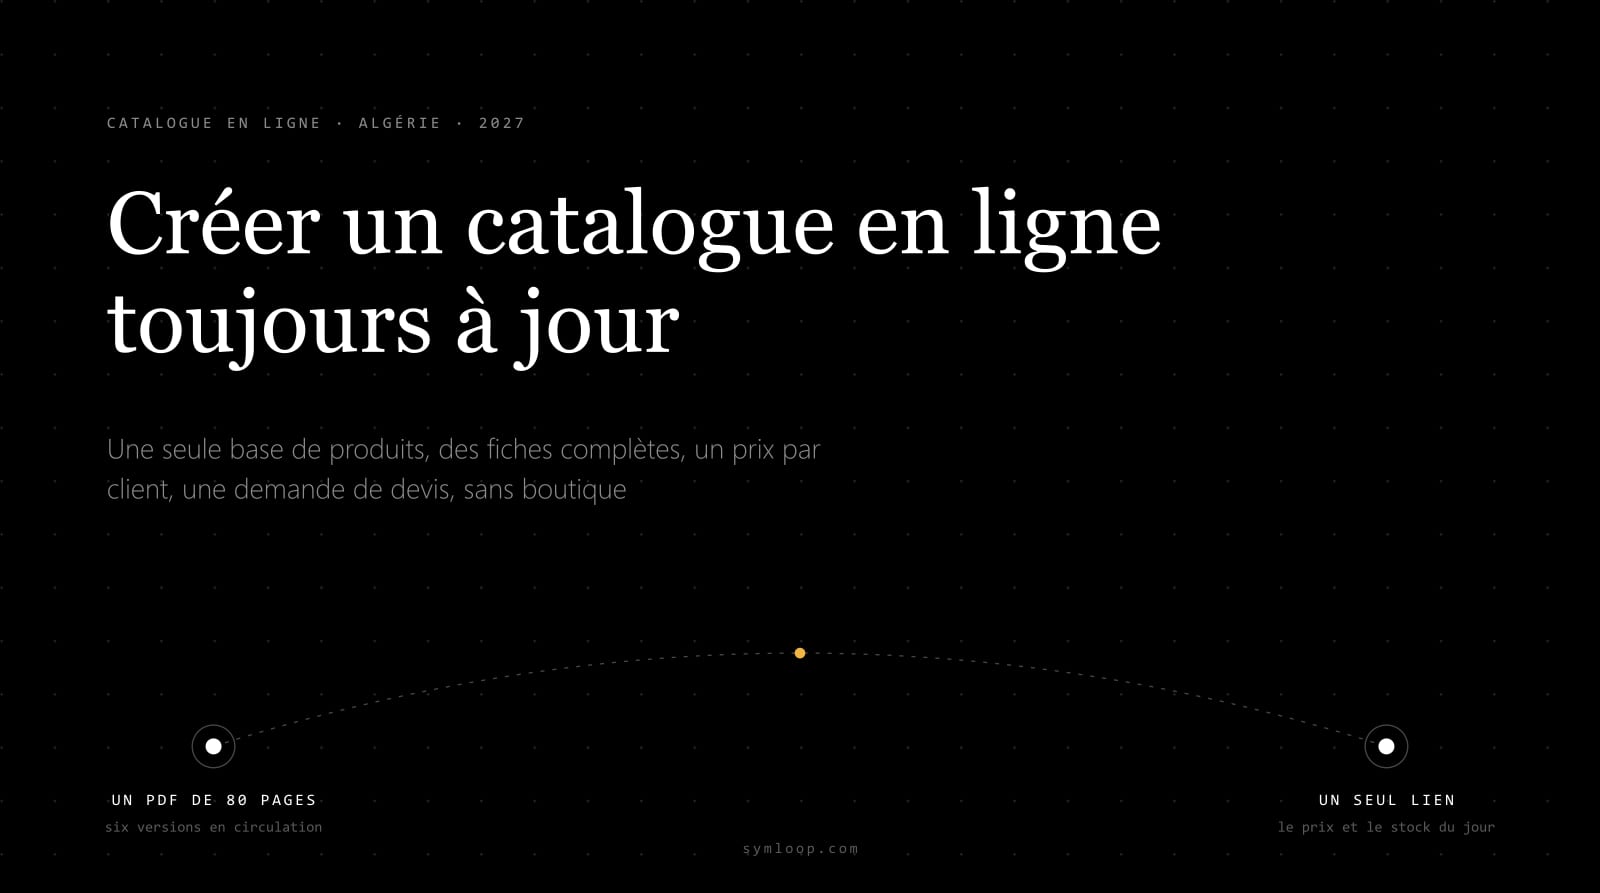 CATALOGUE EN LIGNE · ALGÉRIE · 2027
Créer un catalogue en ligne
toujours à jour
Une seule base de produits, des fiches complètes, un prix par
client, une demande de devis, sans boutique
UN PDF DE 80 PAGES
six versions en circulation
UN SEUL LIEN
le prix et le stock du jour
symloop.com